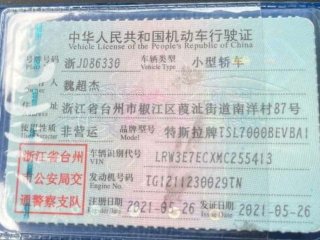 中华人民共和国机动车行驶证
Vehicle License of the People's Republic of China
号牌号码 浙JD86330 车辆类型 小型轿车
Vehicle Type
魏超杰
浙江省台州市椒江区葭沚街道南洋村87号
使用性质 非营运 品牌型号 特斯拉牌TSL7000BEVBA1
浙江省台州市公安局交通警察支队
车辆识别代号 LRW3E7ECXMC255413
VIN
发动机号码 TG1211230029TN
Engine No.
注册日期 2021-05-26 发证日期 2021-05-26
Issue Date